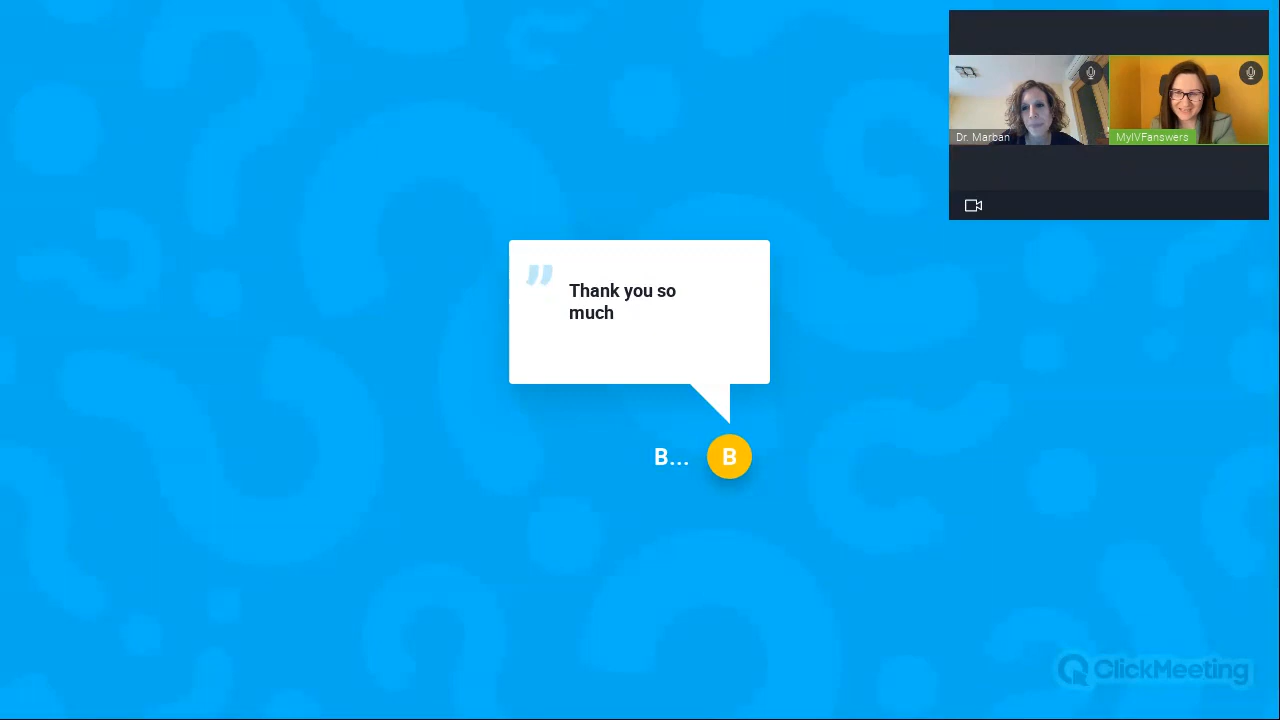 Dr. Marban
MyIVFanswers
"
Thank you so
much
B...
B
ClickMeeting